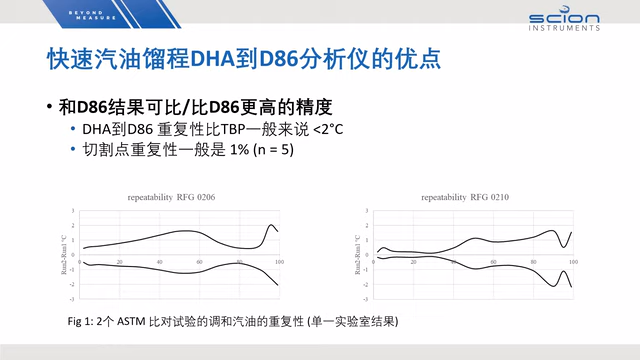 BEYOND
MEASURE
scion
INSTRUMENTS
快速汽油馏程DHA到D86分析仪的优点
• 和D86结果可比/比D86更高的精度
• DHA到D86 重复性比TBP一般来说 <2°C
• 切割点重复性一般是 1% (n = 5)
repeatability RFG 0206
3
2
1
0
-1
-2
-3
0 20 40 60 80 100
Run2-Run1 °C
repeatability RFG 0210
3
2
1
0
-1
-2
-3
0 20 40 60 80 100
Run2-Run1 °C
Fig 1: 2个 ASTM 比对试验的调和汽油的重复性 (单一实验室结果)